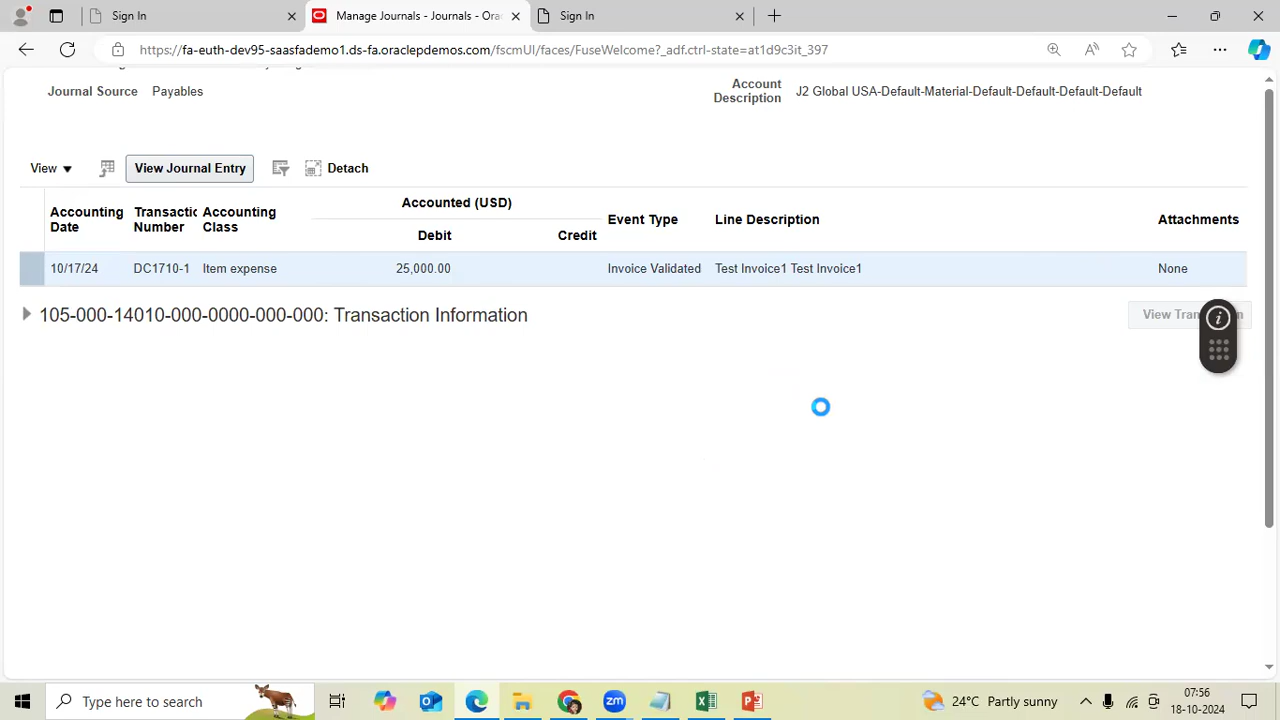 Sign In
Manage Journals - Journals - Ora
Sign In
https://fa-euth-dev95-saasfademo1.ds-fa.oraclepdemos.com/fscmUI/faces/FuseWelcome?_adf.ctrl-state=at1d9c3it_397
Journal Source Payables
Account Description J2 Global USA-Default-Material-Default-Default-Default-Default
View View Journal Entry Detach
Accounting Date
Transactic Number
Accounting Class
Accounted (USD)
Debit Credit
Event Type
Line Description
Attachments
10/17/24 DC1710-1 Item expense 25,000.00 Invoice Validated Test Invoice1 Test Invoice1 None
105-000-14010-000-0000-000-000: Transaction Information
View Tran
Type here to search
24°C Partly sunny
07:56
18-10-2024